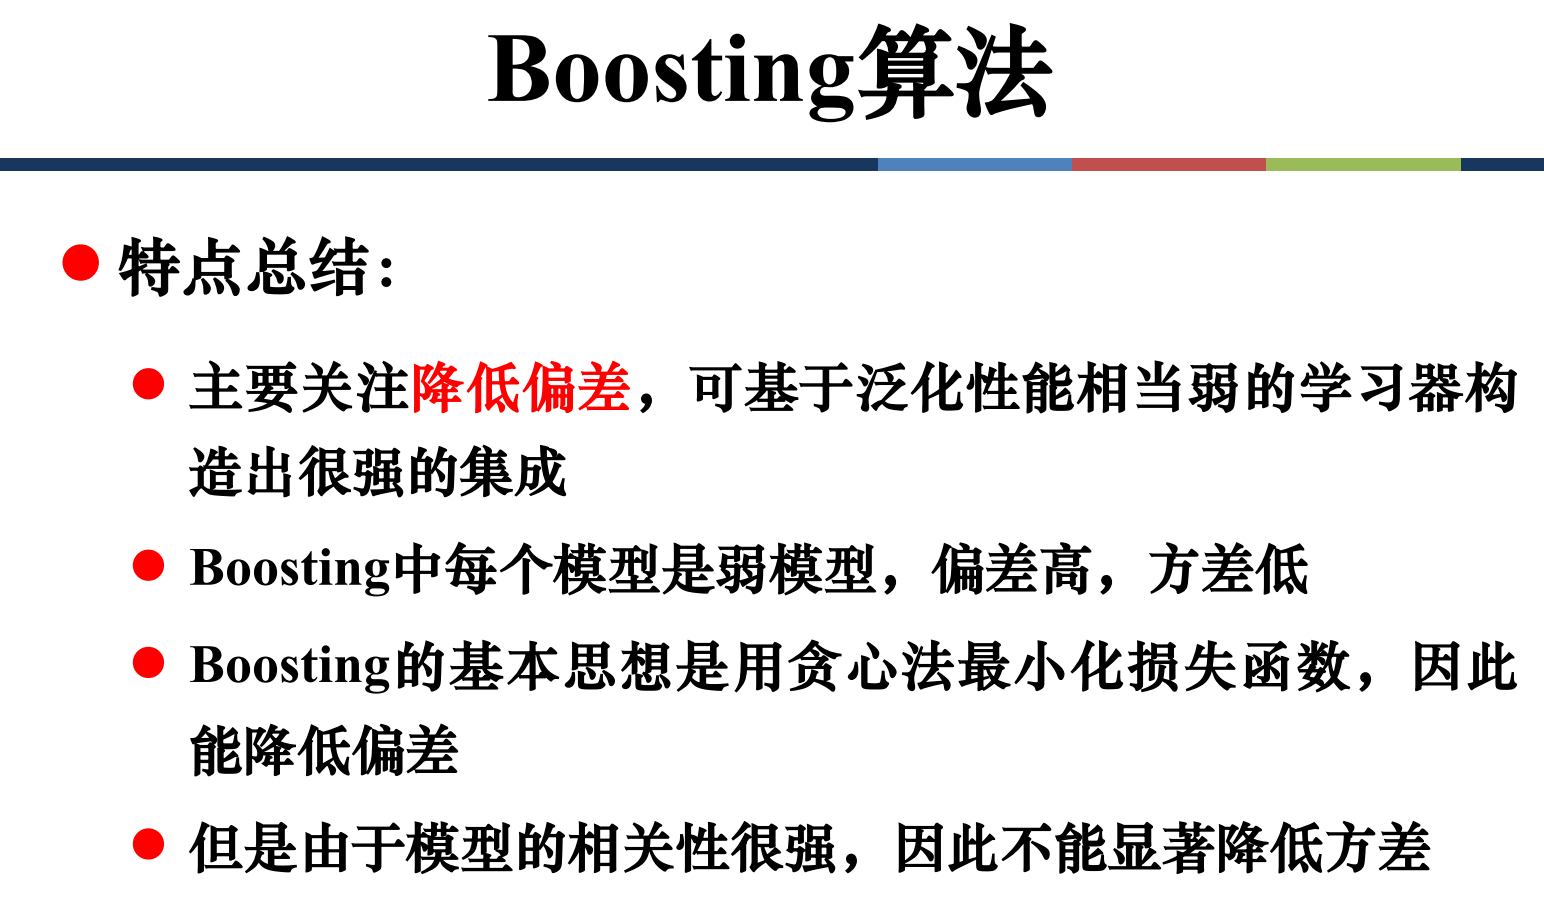 Boosting算法
特点总结：
主要关注降低偏差，可基于泛化性能相当弱的学习器构
造出很强的集成
Boosting中每个模型是弱模型，偏差高，方差低
Boosting的基本思想是用贪心法最小化损失函数，因此
能降低偏差
但是由于模型的相关性很强，因此不能显著降低方差